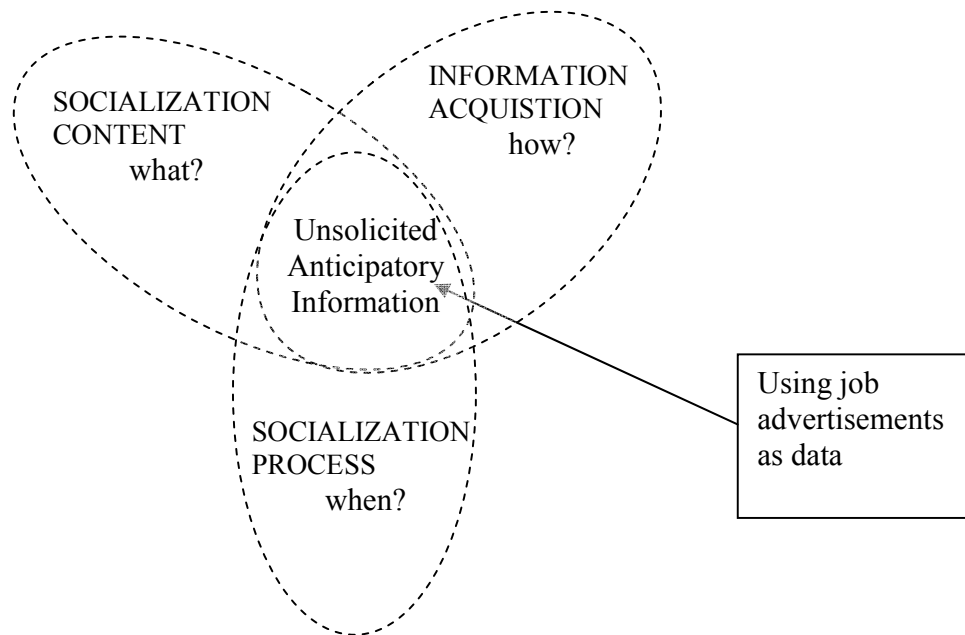 SOCIALIZATION
CONTENT
what?
INFORMATION
ACQUISTION
how?
Unsolicited
Anticipatory
Information
SOCIALIZATION
PROCESS
when?
Using job
advertisements
as data